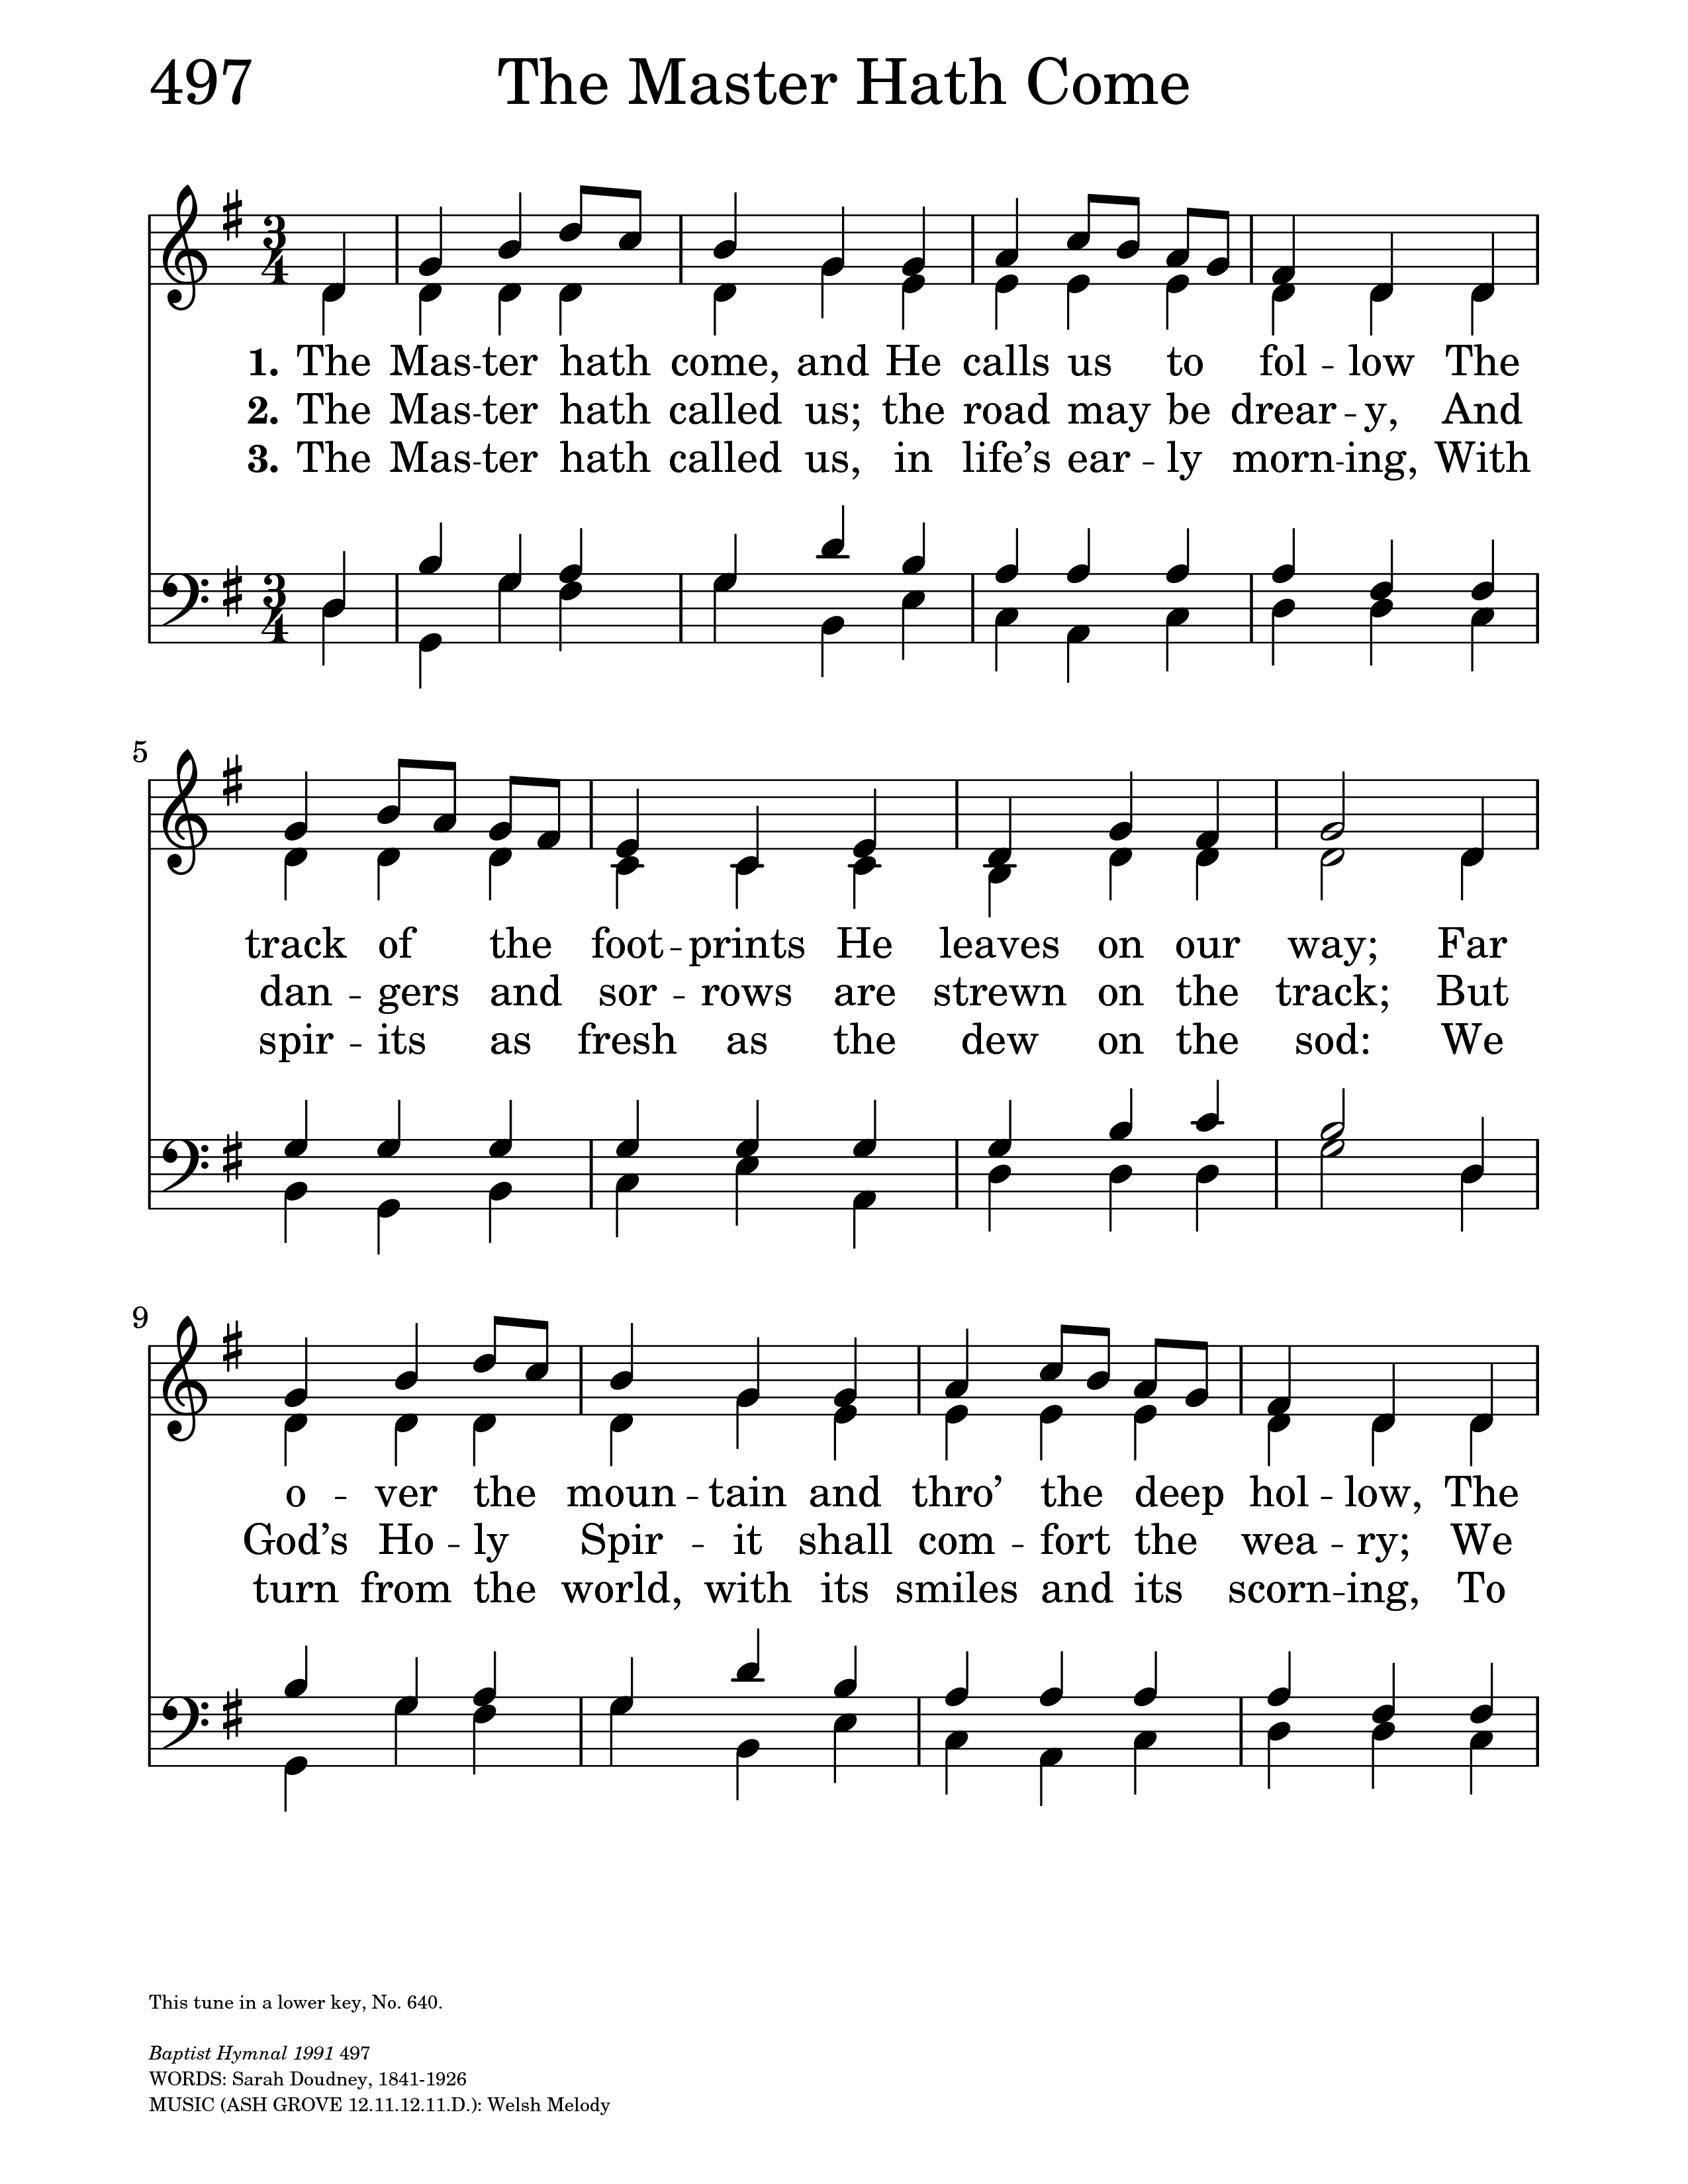 497 The Master Hath Come
3 4
1. The Mas - ter hath come, and He calls us to fol - low The
2. The Mas - ter hath called us; the road may be drear - y, And
3. The Mas - ter hath called us, in life’s ear - ly morn - ing, With
3 4
5
track of the foot - prints He leaves on our way; Far
dan - gers and sor - rows are strewn on the track; But
spir - its as fresh as the dew on the sod: We
9
o - ver the moun - tain and thro’ the deep hol - low, The
God’s Ho - ly Spir - it shall com - fort the wea - ry; We
turn from the world, with its smiles and its scorn - ing, To
This tune in a lower key, No. 640.
Baptist Hymnal 1991 497
WORDS: Sarah Doudney, 1841-1926
MUSIC (ASH GROVE 12.11.12.11.D.): Welsh Melody